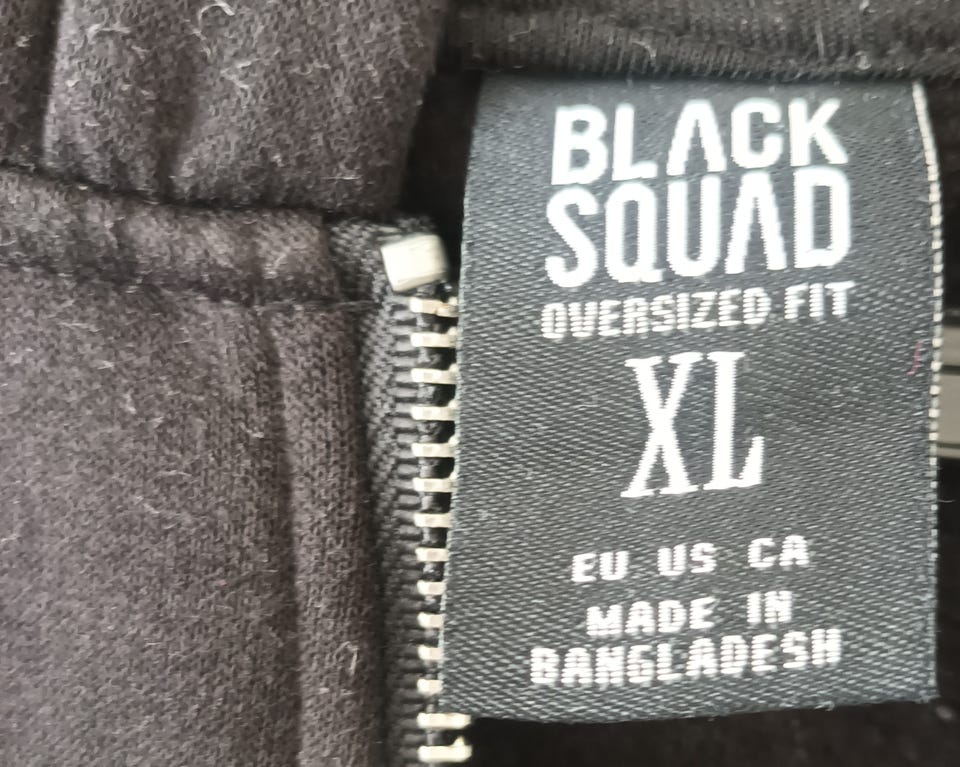 BLACK
SQUAD
OVERSIZED FIT
XL
EU US CA
MADE IN
BANGLADESH